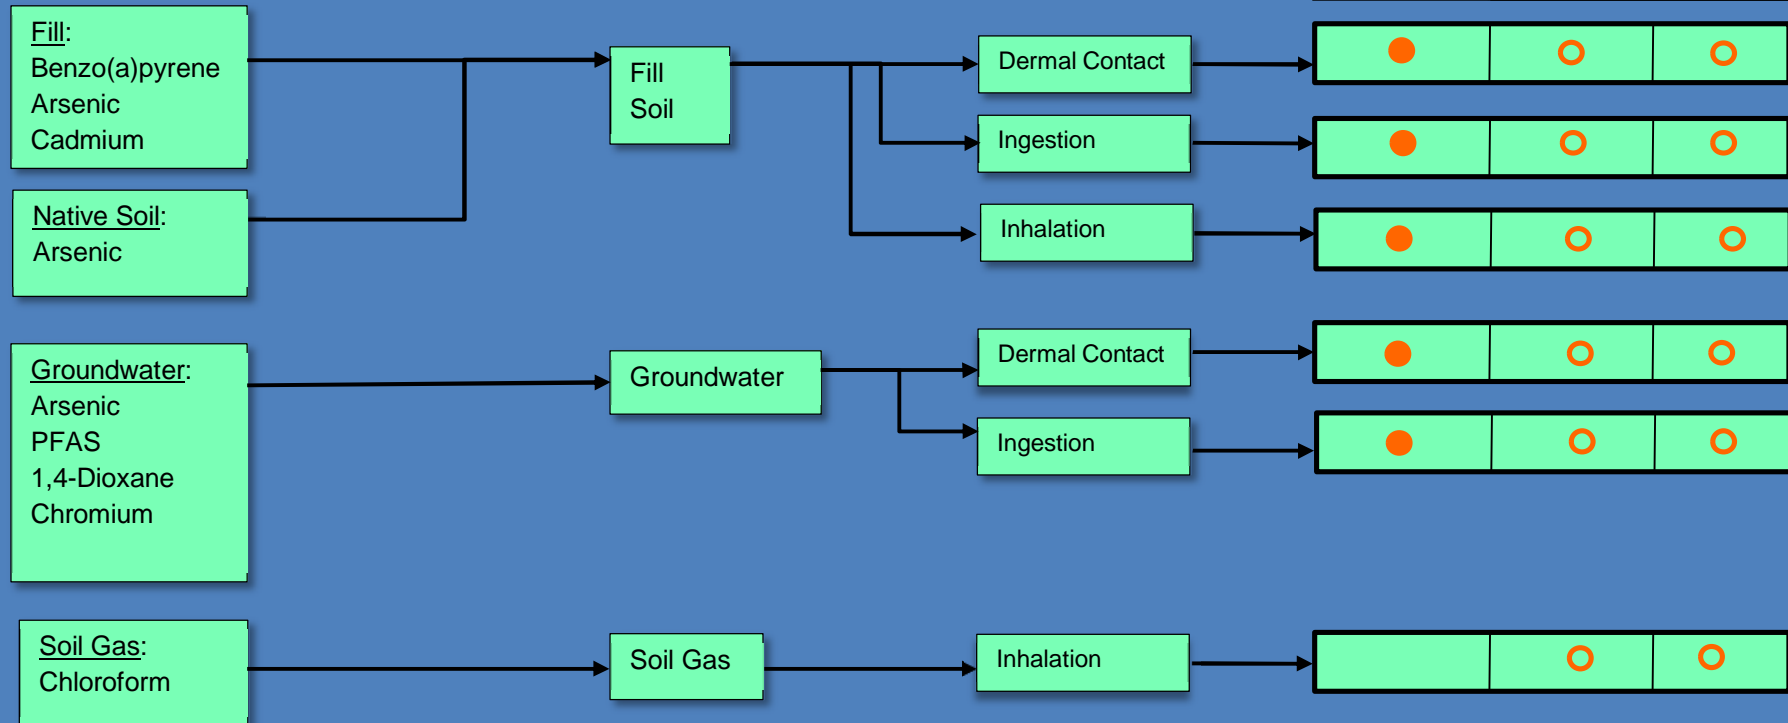 Fill:
Benzo(a)pyrene
Arsenic
Cadmium
Native Soil:
Arsenic
Fill
Soil
Dermal Contact
Ingestion
Inhalation
Groundwater:
Arsenic
PFAS
1,4-Dioxane
Chromium
Groundwater
Dermal Contact
Ingestion
Soil Gas:
Chloroform
Soil Gas
Inhalation